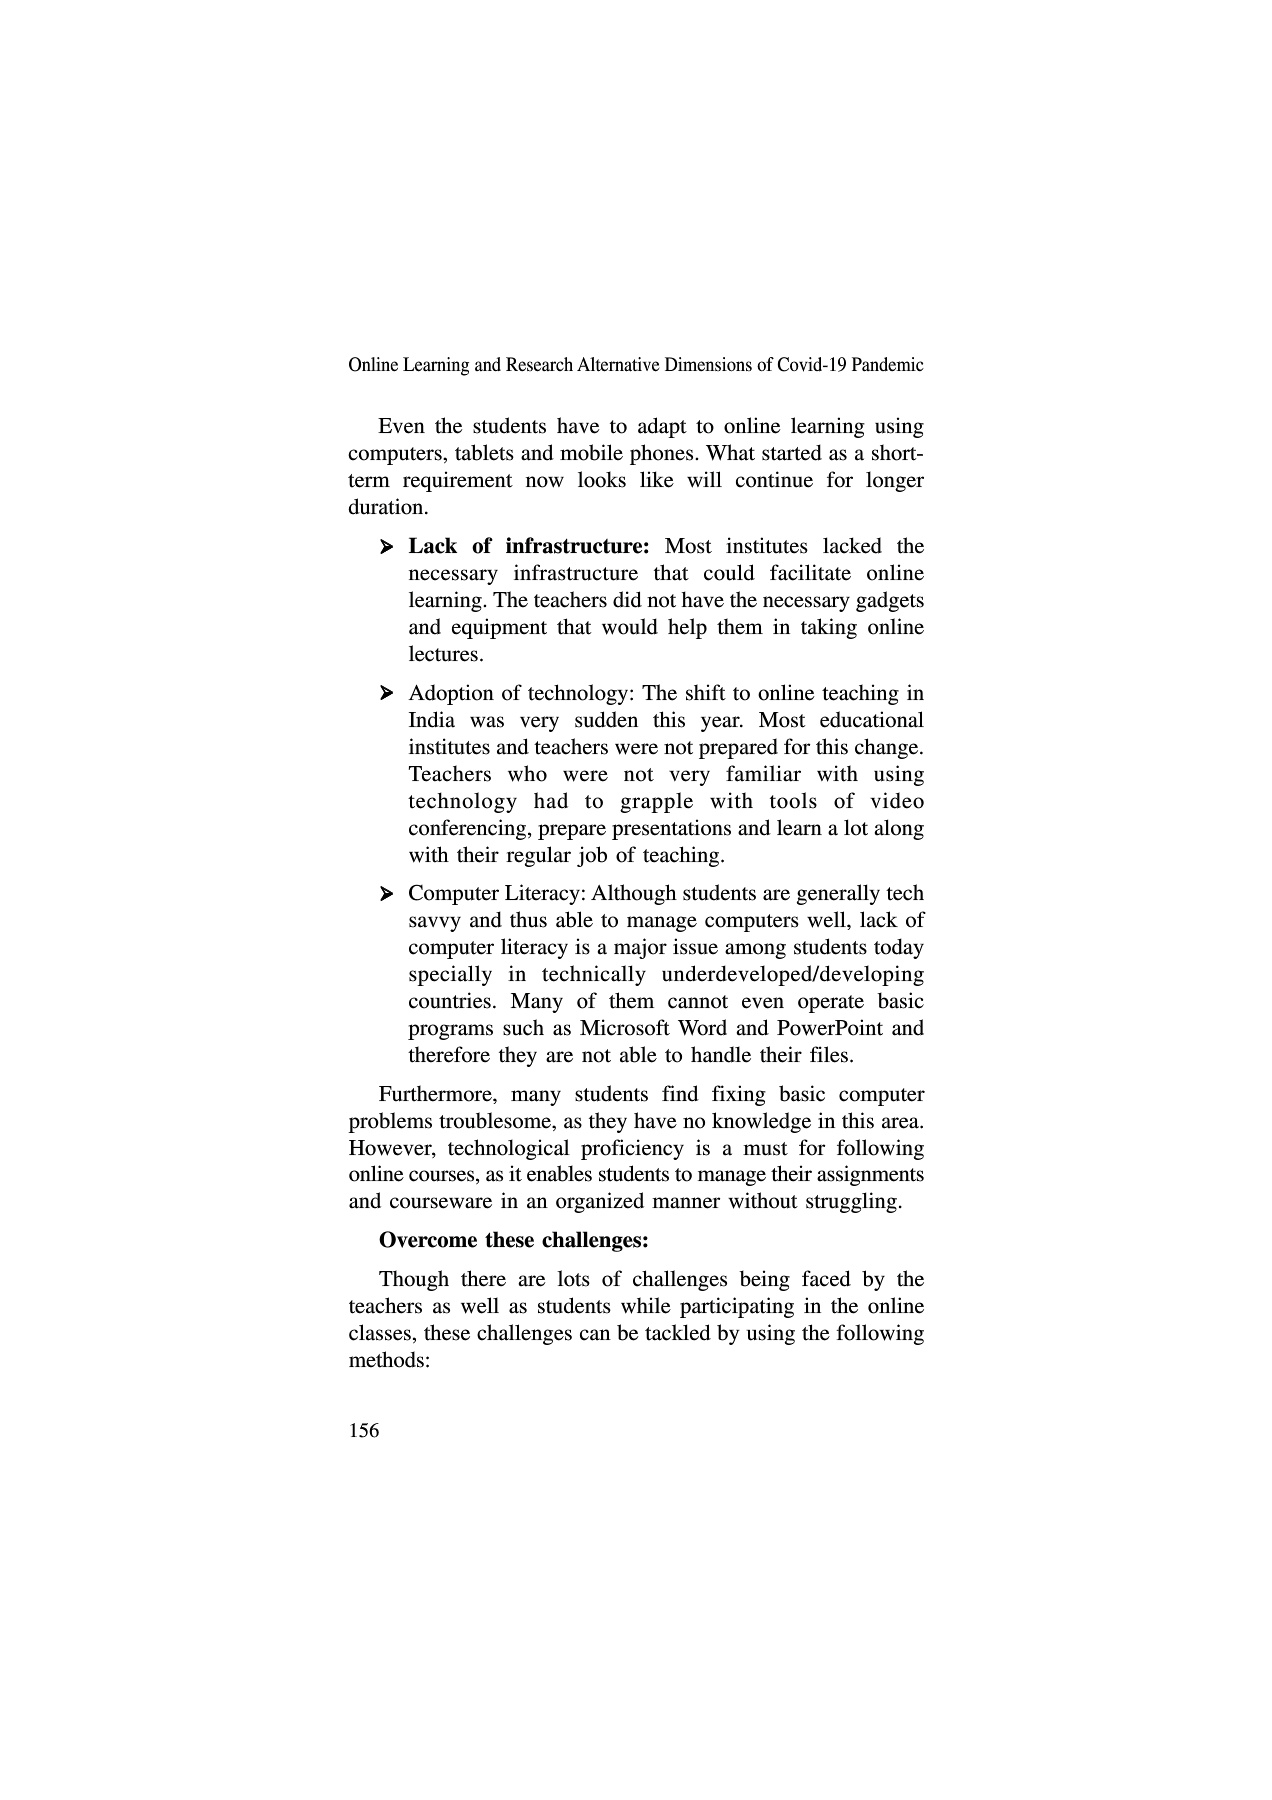 Online Learning and Research Alternative Dimensions of Covid-19 Pandemic
Even the students have to adapt to online learning using
computers, tablets and mobile phones. What started as a short-
term requirement now looks like will continue for longer
duration.
➢ Lack of infrastructure: Most institutes lacked the
necessary infrastructure that could facilitate online
learning. The teachers did not have the necessary gadgets
and equipment that would help them in taking online
lectures.
➢ Adoption of technology: The shift to online teaching in
India was very sudden this year. Most educational
institutes and teachers were not prepared for this change.
Teachers who were not very familiar with using
technology had to grapple with tools of video
conferencing, prepare presentations and learn a lot along
with their regular job of teaching.
➢ Computer Literacy: Although students are generally tech
savvy and thus able to manage computers well, lack of
computer literacy is a major issue among students today
specially in technically underdeveloped/developing
countries. Many of them cannot even operate basic
programs such as Microsoft Word and PowerPoint and
therefore they are not able to handle their files.
Furthermore, many students find fixing basic computer
problems troublesome, as they have no knowledge in this area.
However, technological proficiency is a must for following
online courses, as it enables students to manage their assignments
and courseware in an organized manner without struggling.
Overcome these challenges:
Though there are lots of challenges being faced by the
teachers as well as students while participating in the online
classes, these challenges can be tackled by using the following
methods:
156